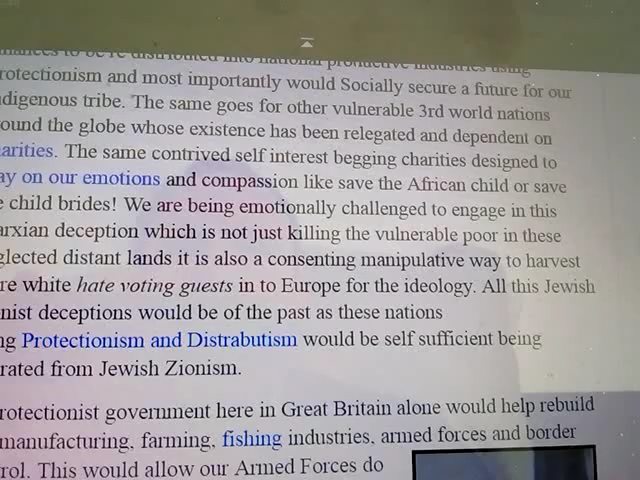 rotectionism and most importantly would Socially secure a future for our
digenous tribe. The same goes for other vulnerable 3rd world nations
ound the globe whose existence has been relegated and dependent on
arities. The same contrived self interest begging charities designed to
ay on our emotions and compassion like save the African child or save
e child brides! We are being emotionally challenged to engage in this
arxian deception which is not just killing the vulnerable poor in these
glected distant lands it is also a consenting manipulative way to harvest
re white hate voting guests in to Europe for the ideology. All this Jewish
nist deceptions would be of the past as these nations
ng Protectionism and Distrabutism would be self sufficient being
rated from Jewish Zionism.
rotectionist government here in Great Britain alone would help rebuild
manufacturing, farming, fishing industries, armed forces and border
rol. This would allow our Armed Forces do